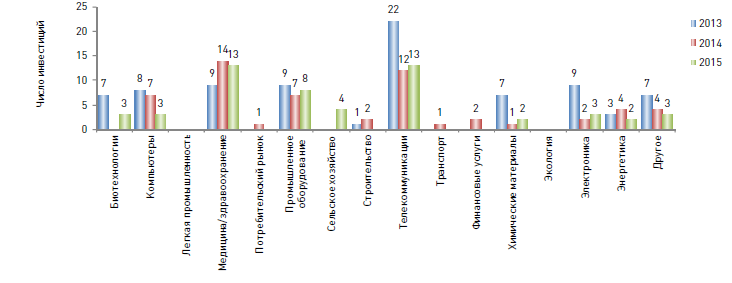 Число инвестиций
25
20
15
10
5
0
7
3
8
7
3
9
14
13
1
9
7
8
4
1
2
22
12
13
1
2
7
1
2
9
2
3
3
4
2
7
4
3
Биотехнологии
Компьютеры
Легкая промышленность
Медицина/здравоохранение
Потребительский рынок
Промышленное
оборудование
Сельское хозяйство
Строительство
Телекоммуникации
Транспорт
Финансовые услуги
Химические материалы
Экология
Электроника
Энергетика
Другое
2013
2014
2015